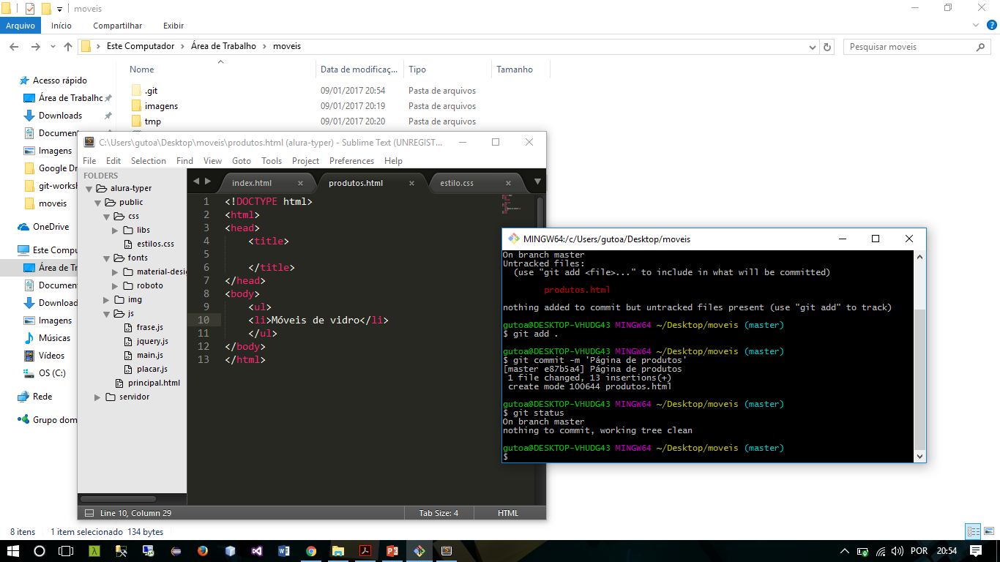 moveis
Arquivo
Início
Compartilhar
Exibir
Este Computador
Área de Trabalho
moveis
Pesquisar moveis
Nome
Data de modificaç...
Tipo
Tamanho
Acesso rápido
Área de Trabalho
Downloads
Document
Imagens
Google Dr
git-worksh
moveis
OneDrive
Este Compu
Área de Tr
Document
Download
Imagens
Músicas
Vídeos
OS (C:)
Rede
Grupo dom
.git 09/01/2017 20:54 Pasta de arquivos
imagens 09/01/2017 20:19 Pasta de arquivos
tmp 09/01/2017 20:20 Pasta de arquivos
C:\Users\gutoa\Desktop\moveis\produtos.html (alura-typer) - Sublime Text (UNREGIST...
File Edit Selection Find View Goto Tools Project Preferences Help
FOLDERS
alura-typer
public
css
libs
estilos.css
fonts
material-desi
roboto
img
js
frase.js
jquery.js
main.js
placar.js
principal.html
servidor
index.html
produtos.html
estilo.css
1 <!DOCTYPE html>
2 <html>
3 <head>
4 <title>
5
6 </title>
7 </head>
8 <body>
9 <ul>
10 <li>Móveis de vidro</li>
11 </ul>
12 </body>
13 </html>
Line 10, Column 29
Tab Size: 4
HTML
MINGW64:/c/Users/gutoa/Desktop/moveis
On branch master
Untracked files:
(use "git add <file>..." to include in what will be committed)
produtos.html
nothing added to commit but untracked files present (use "git add" to track)
gutoa@DESKTOP-VHUDG43 MINGW64 ~/Desktop/moveis (master)
$ git add .
gutoa@DESKTOP-VHUDG43 MINGW64 ~/Desktop/moveis (master)
$ git commit -m 'Página de produtos'
[master e87b5a4] Página de produtos
1 file changed, 13 insertions(+)
create mode 100644 produtos.html
gutoa@DESKTOP-VHUDG43 MINGW64 ~/Desktop/moveis (master)
$ git status
On branch master
nothing to commit, working tree clean
gutoa@DESKTOP-VHUDG43 MINGW64 ~/Desktop/moveis (master)
$
8 itens
1 item selecionado 134 bytes
POR
20:54